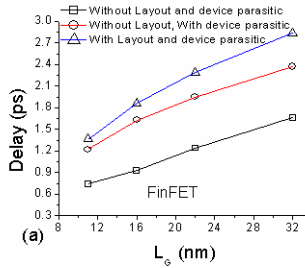 Without Layout and device parasitic
Without Layout, With device parasitic
With Layout and device parasitic
Delay (ps)
3.0
2.7
2.4
2.1
1.8
1.5
1.2
0.9
0.6
0.3
FinFET
(a)
8 12 16 20 24 28 32
L_G (nm)